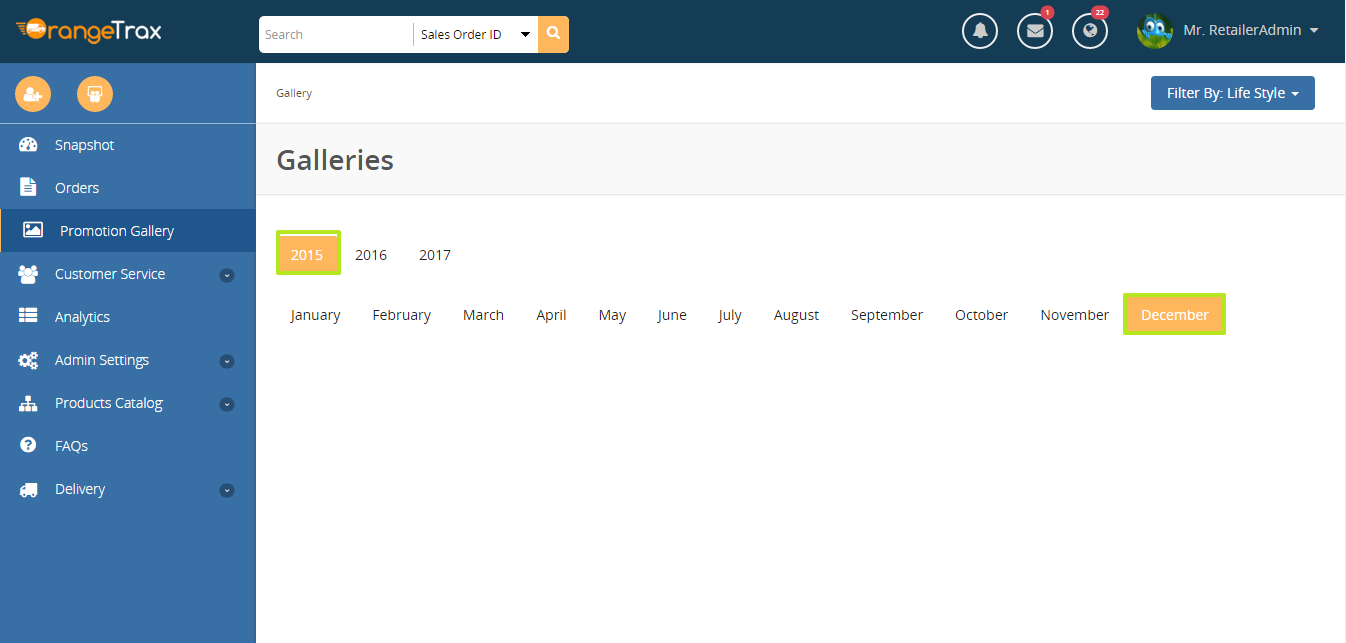 OrangeTrax
Search
Sales Order ID
1
22
Mr. RetailerAdmin
Gallery
Filter By: Life Style
Snapshot
Orders
Promotion Gallery
Customer Service
Analytics
Admin Settings
Products Catalog
FAQs
Delivery
Galleries
2015 2016 2017
January February March April May June July August September October November December